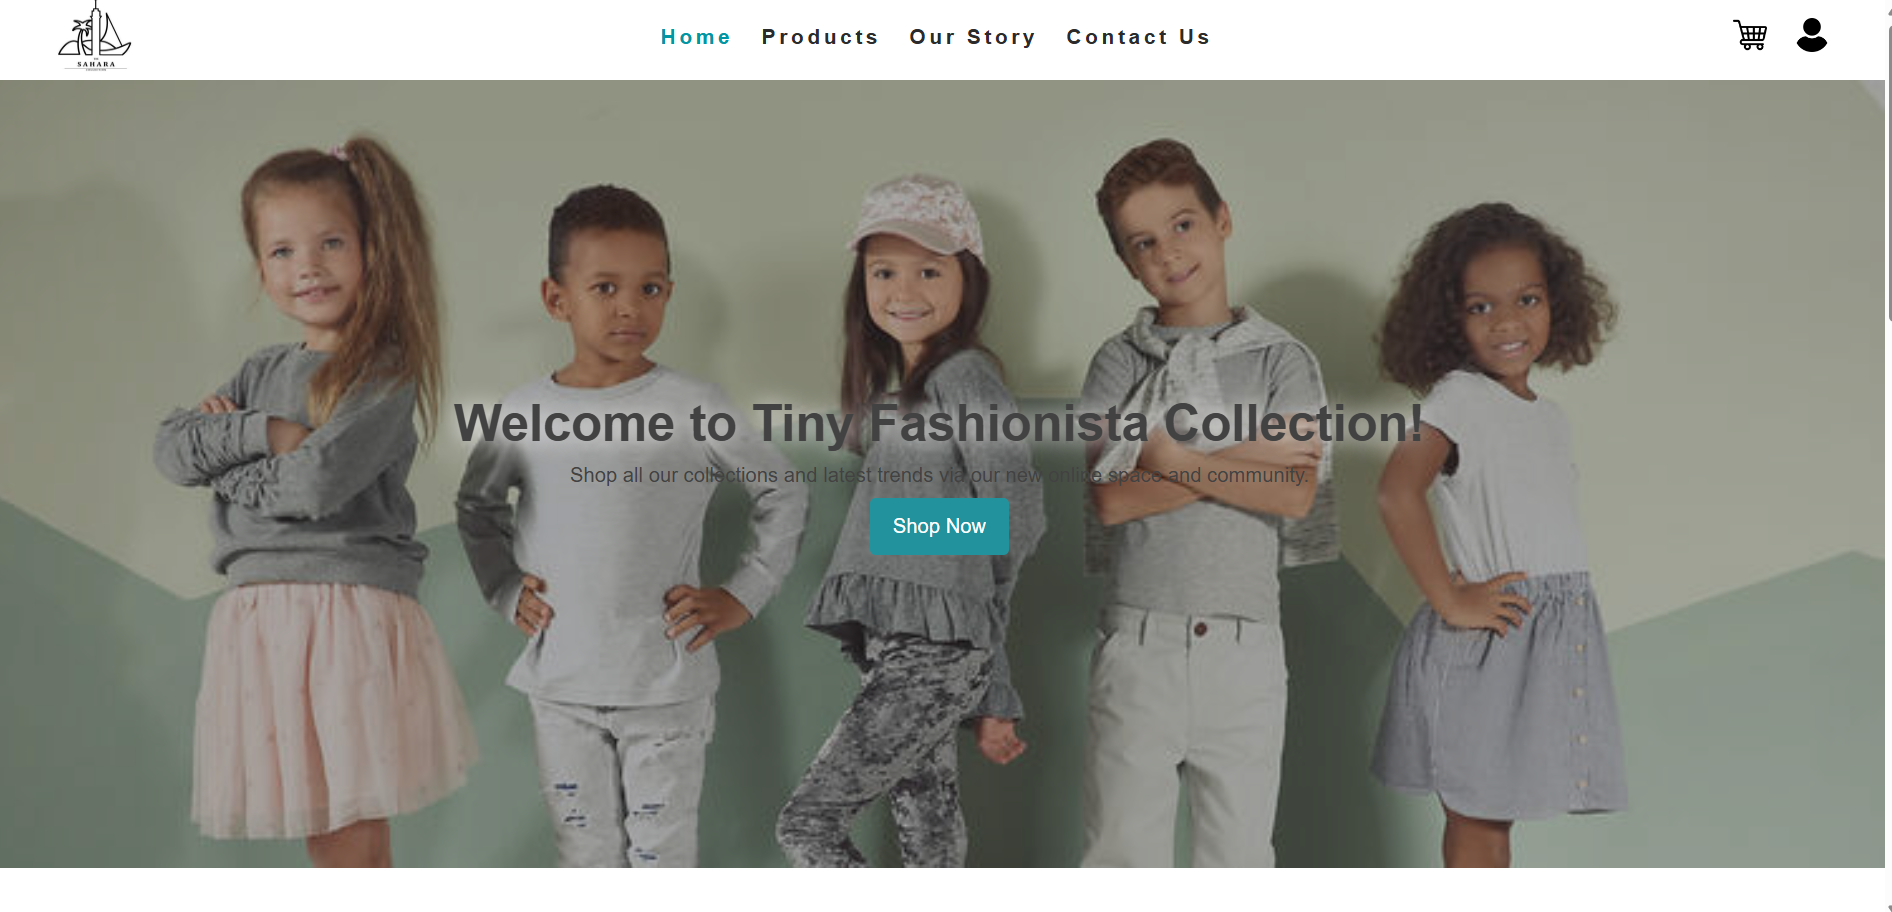 SAHARA
Home Products Our Story Contact Us
Welcome to Tiny Fashionista Collection!
Shop all our collections and latest trends via our new online space and community.
Shop Now